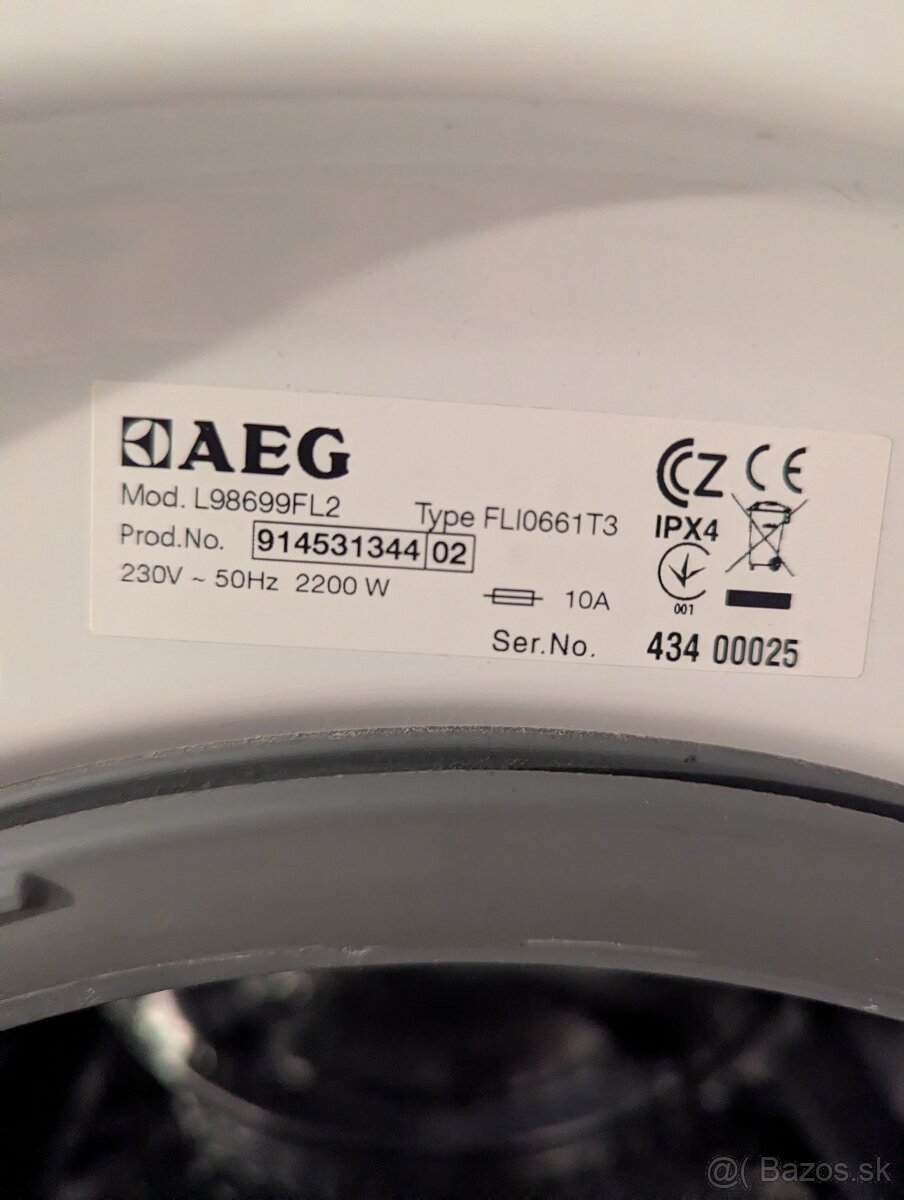 AEG
Mod. L98699FL2
Type FLI0661T3
Prod.No. 914531344 02
230V ~ 50Hz 2200 W
10A
Ser.No. 434 00025
CZ CE
IPX4
001
@( Bazos.sk